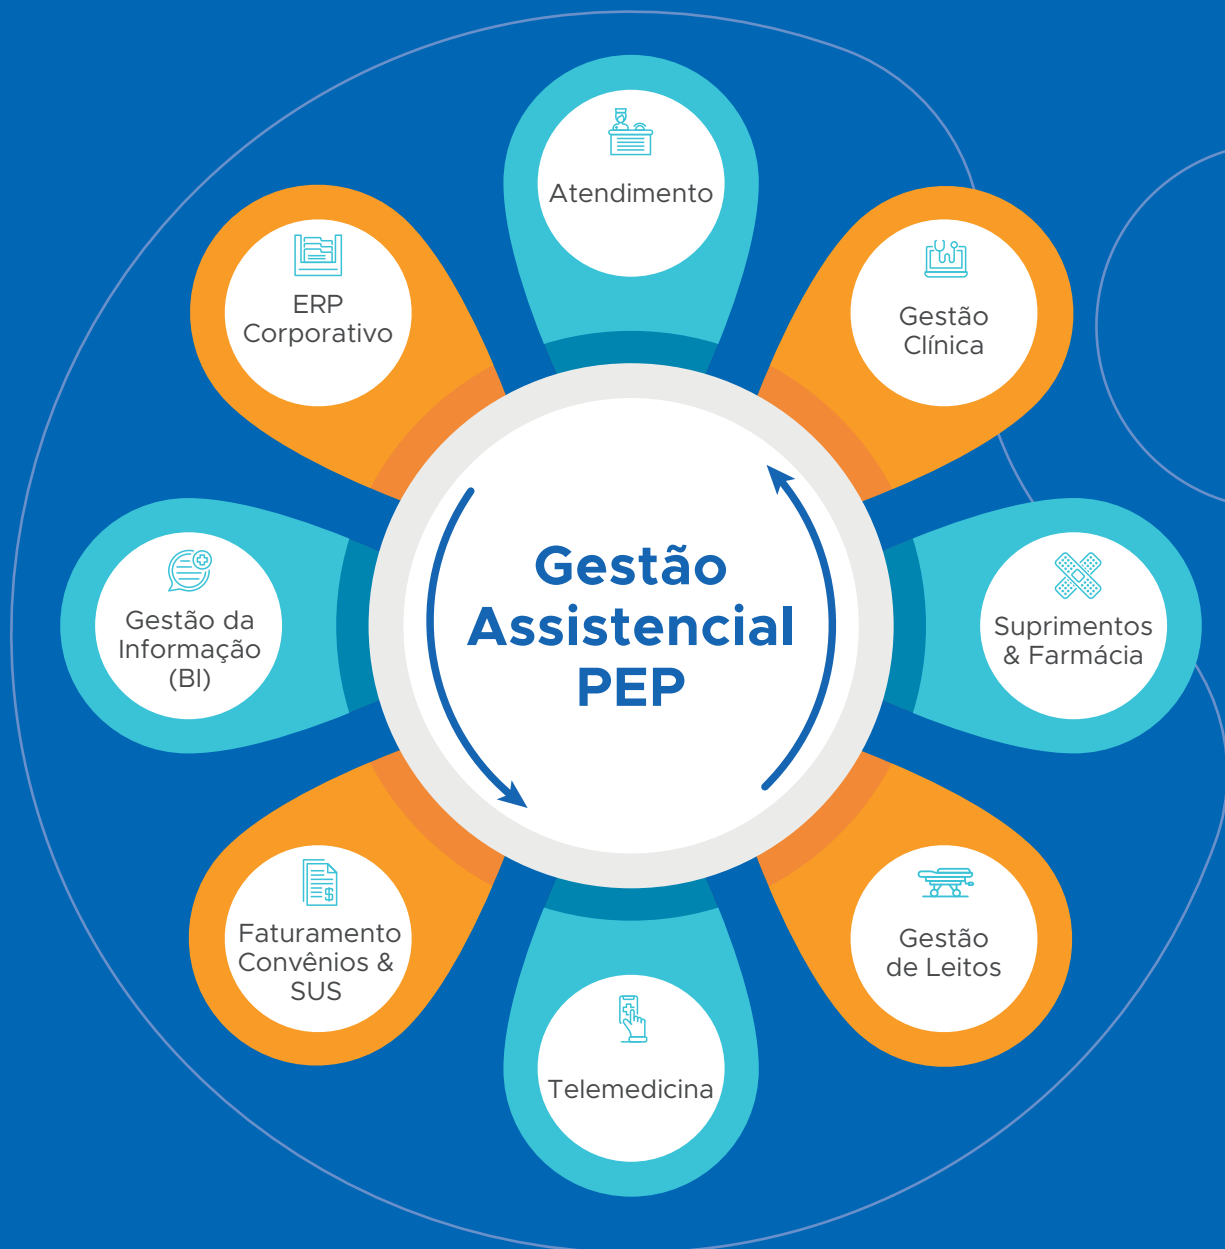 Atendimento
Gestão
Clínica
Suprimentos
& Farmácia
Gestão
de Leitos
Telemedicina
Faturamento
Convênios &
SUS
Gestão da
Informação
(BI)
ERP
Corporativo
Gestão
Assistencial
PEP
$